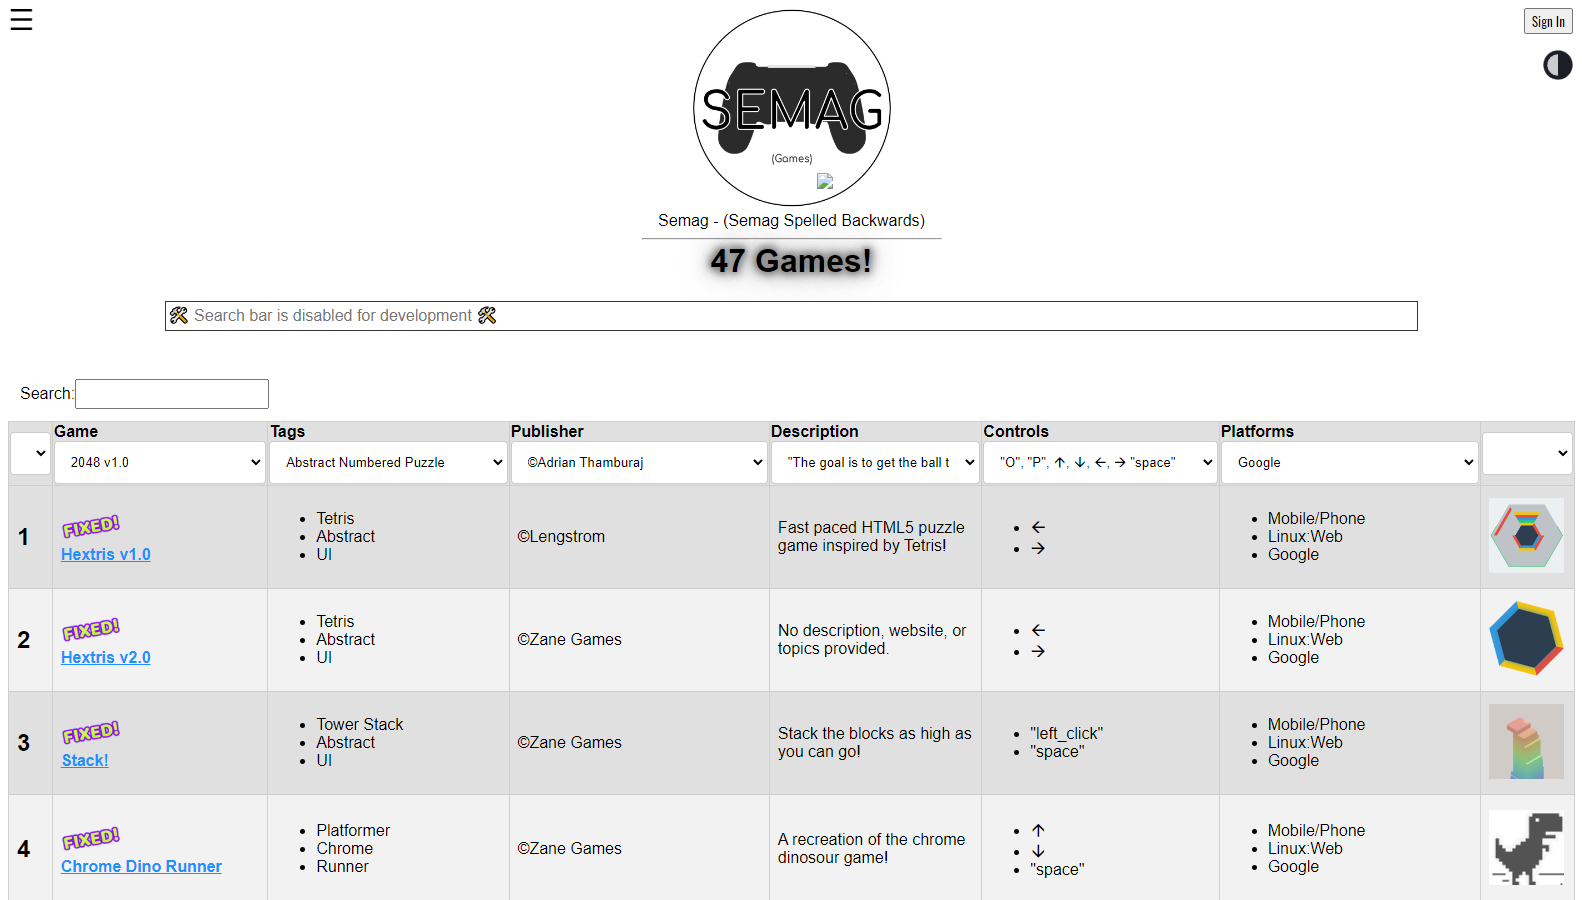 ☰
Sign In
SEMAG
(Games)
Semag - (Semag Spelled Backwards)
47 Games!
🛠 Search bar is disabled for development 🛠
Search:
Game Tags Publisher Description Controls Platforms
2048 v1.0 Abstract Numbered Puzzle ©Adrian Thamburaj "The goal is to get the ball t "O", "P", ↑, ↓, ←, → "space" Google
1
FIXED!
Hextris v1.0
• Tetris
• Abstract
• UI
©Lengstrom
Fast paced HTML5 puzzle
game inspired by Tetris!
• ←
• →
• Mobile/Phone
• Linux:Web
• Google
2
FIXED!
Hextris v2.0
• Tetris
• Abstract
• UI
©Zane Games
No description, website, or
topics provided.
• ←
• →
• Mobile/Phone
• Linux:Web
• Google
3
FIXED!
Stack!
• Tower Stack
• Abstract
• UI
©Zane Games
Stack the blocks as high as
you can go!
• "left_click"
• "space"
• Mobile/Phone
• Linux:Web
• Google
4
FIXED!
Chrome Dino Runner
• Platformer
• Chrome
• Runner
©Zane Games
A recreation of the chrome
dinosour game!
• ↑
• ↓
• "space"
• Mobile/Phone
• Linux:Web
• Google